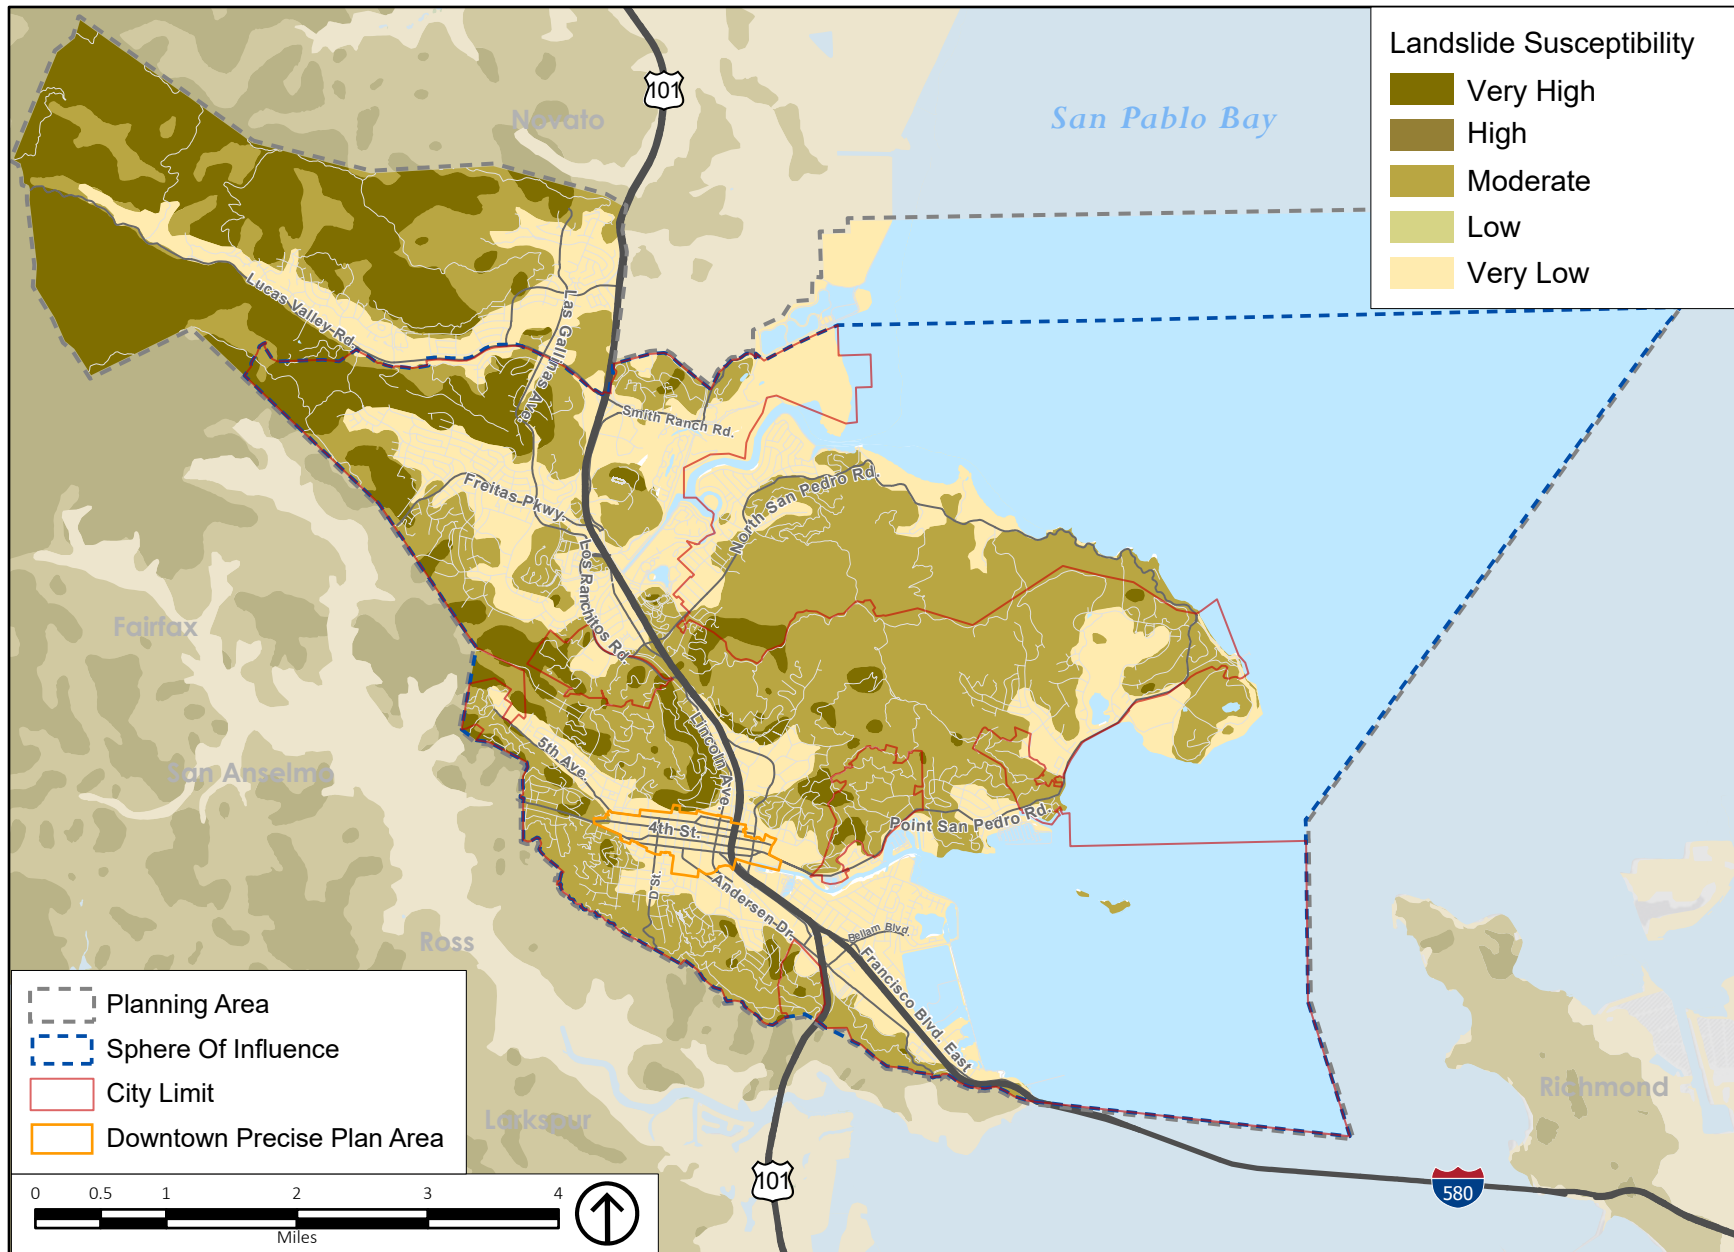 Landslide Susceptibility
Very High
High
Moderate
Low
Very Low
101
Novato
San Pablo Bay
Lucas Valley Rd.
Las Gallinas Ave.
Smith Ranch Rd.
Freitas Pkwy.
North San Pedro Rd.
Los Ranchitos Rd.
Fairfax
San Anselmo
Lincoln Ave.
5th Ave.
4th St.
Point San Pedro Rd.
D St.
Andersen Dr.
Bellam Blvd.
Francisco Blvd. East
Ross
Larkspur
Richmond
101
580
Planning Area
Sphere Of Influence
City Limit
Downtown Precise Plan Area
0 0.5 1 2 3 4
Miles